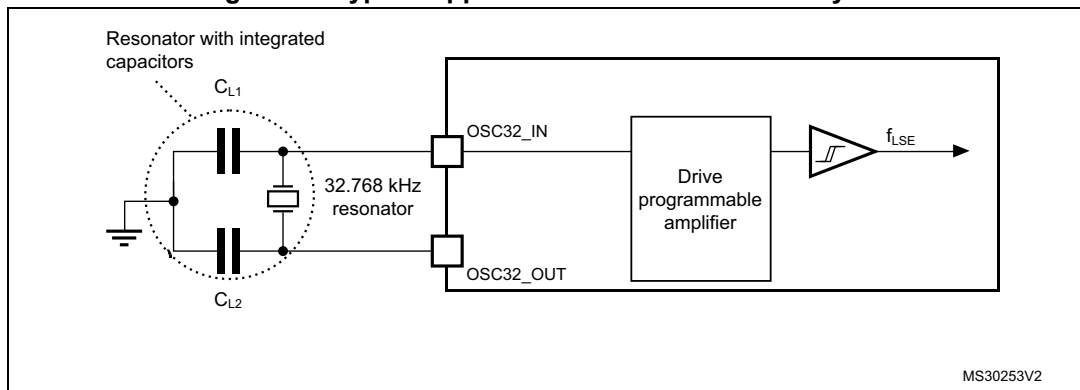 Resonator with integrated
capacitors
CL1
OSC32_IN
fLSE
32.768 kHz
resonator
Drive
programmable
amplifier
OSC32_OUT
CL2
MS30253V2